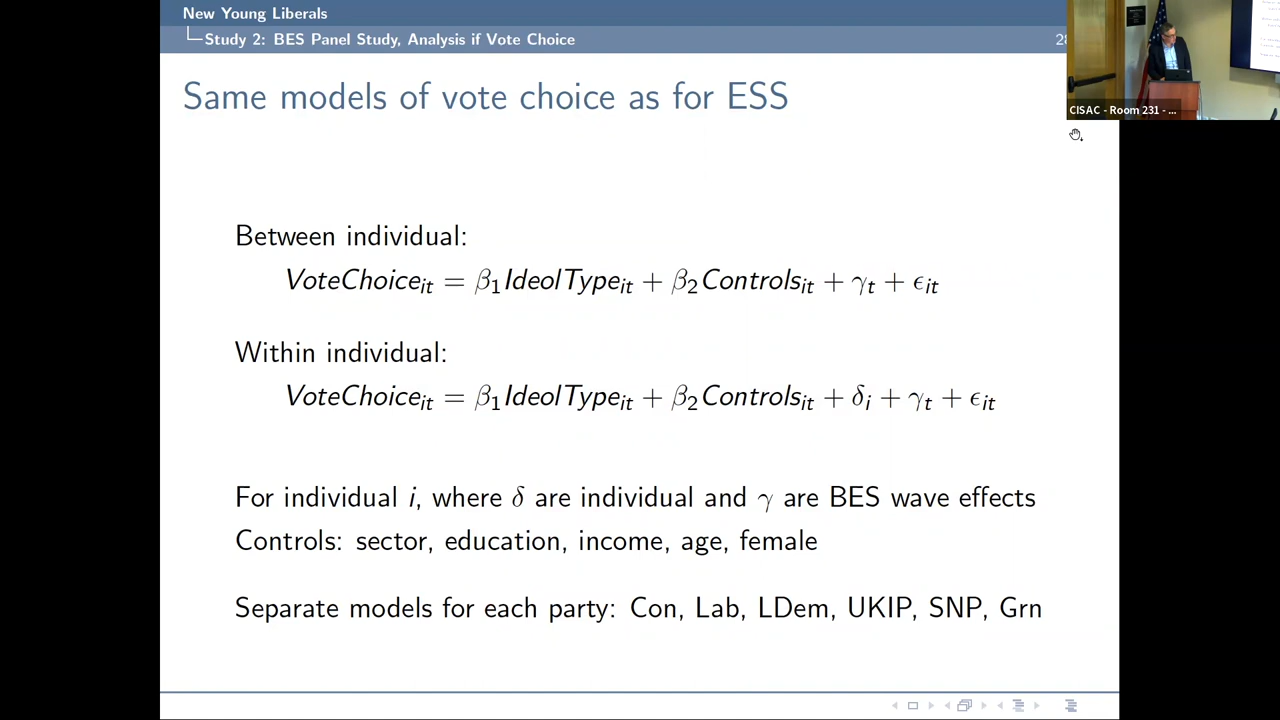 New Young Liberals
Study 2: BES Panel Study, Analysis if Vote Choice
Same models of vote choice as for ESS
CISAC - Room 231 - ...
Between individual:
VoteChoice_it = β₁IdeolType_it + β₂Controls_it + γ_t + ϵ_it
Within individual:
VoteChoice_it = β₁IdeolType_it + β₂Controls_it + δ_i + γ_t + ϵ_it
For individual i, where δ are individual and γ are BES wave effects
Controls: sector, education, income, age, female
Separate models for each party: Con, Lab, LDem, UKIP, SNP, Grn